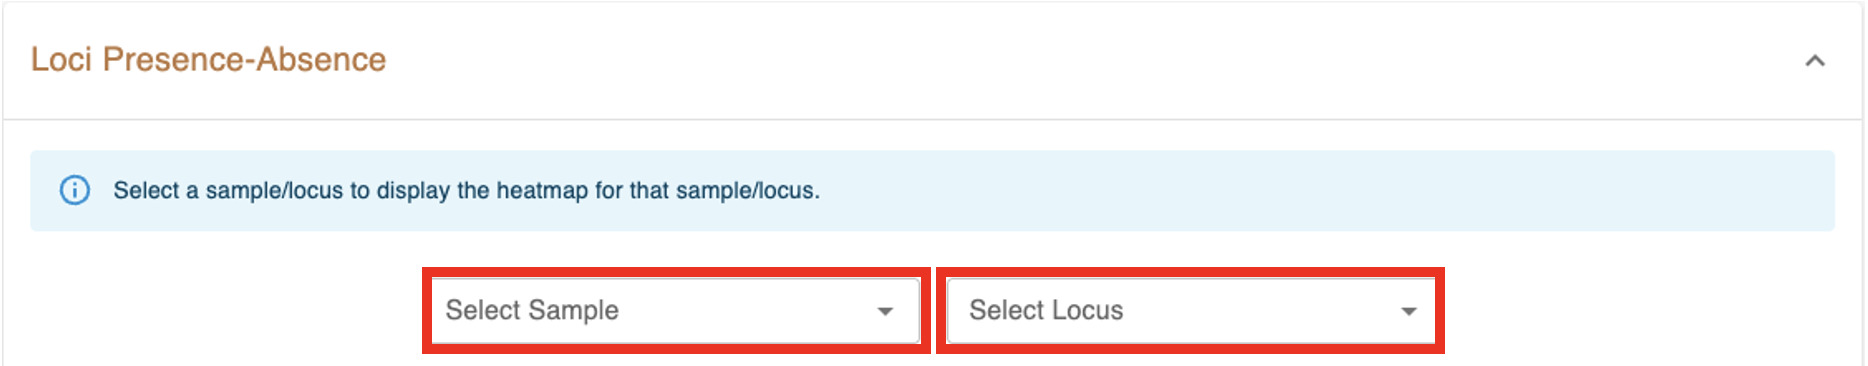 Loci Presence-Absence
Select a sample/locus to display the heatmap for that sample/locus.
Select Sample
Select Locus